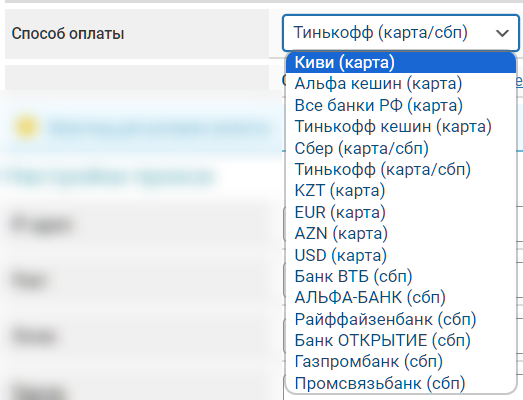 Способ оплаты
Тинькофф (карта/сбп)
Киви (карта)
Альфа кешин (карта)
Все банки РФ (карта)
Тинькофф кешин (карта)
Сбер (карта/сбп)
Тинькофф (карта/сбп)
KZT (карта)
EUR (карта)
AZN (карта)
USD (карта)
Банк ВТБ (сбп)
АЛЬФА-БАНК (сбп)
Райффайзенбанк (сбп)
Банк ОТКРЫТИЕ (сбп)
Газпромбанк (сбп)
Промсвязьбанк (сбп)